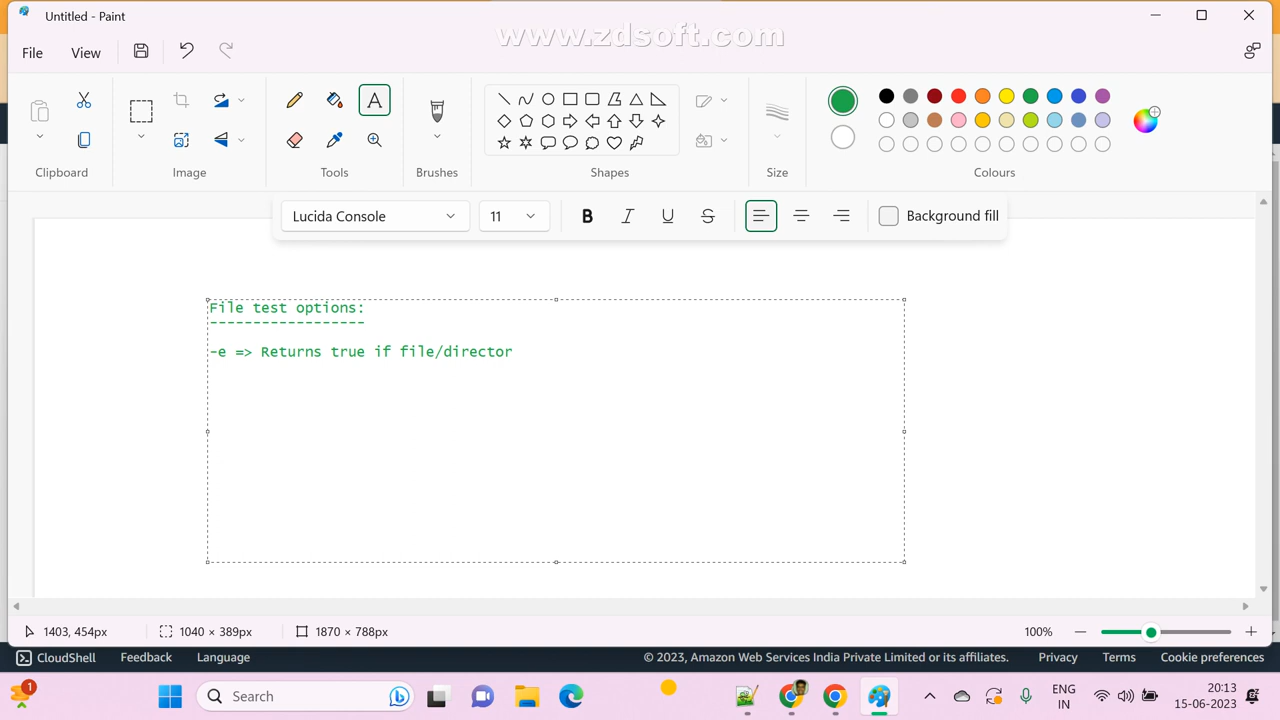 Untitled - Paint
www.zdsoft.com
File View
Clipboard Image Tools Brushes Shapes Size Colours
Lucida Console 11 B I U S Background fill
File test options:
------------------
-e => Returns true if file/director
1403, 454px 1040 × 389px 1870 × 788px 100%
CloudShell Feedback Language © 2023, Amazon Web Services India Private Limited or its affiliates. Privacy Terms Cookie preferences
1 Search ENG IN 20:13 15-06-2023